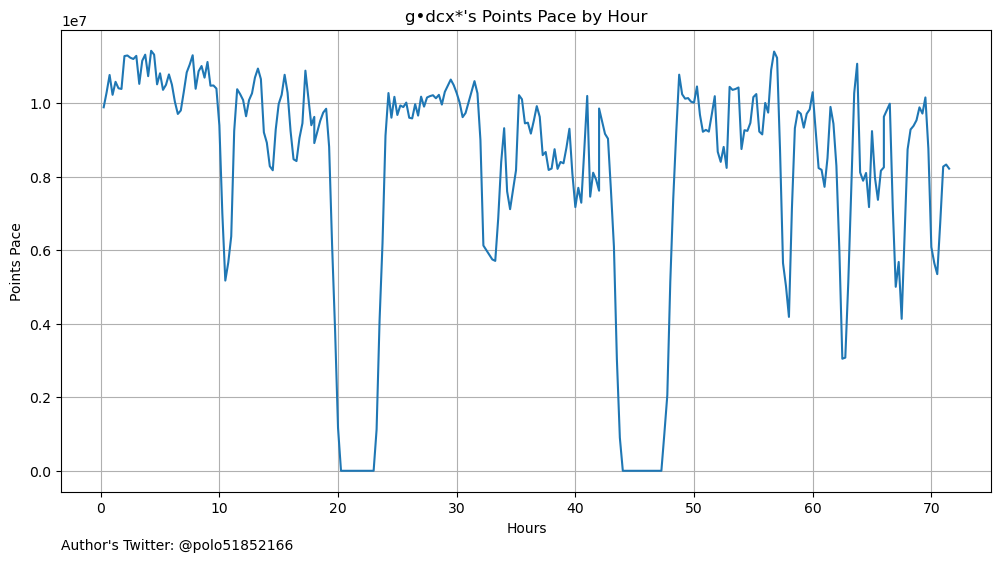 g•dcx*'s Points Pace by Hour
1e7
1.0
0.8
0.6
0.4
0.2
0.0
Points Pace
0 10 20 30 40 50 60 70
Hours
Author's Twitter: @polo51852166